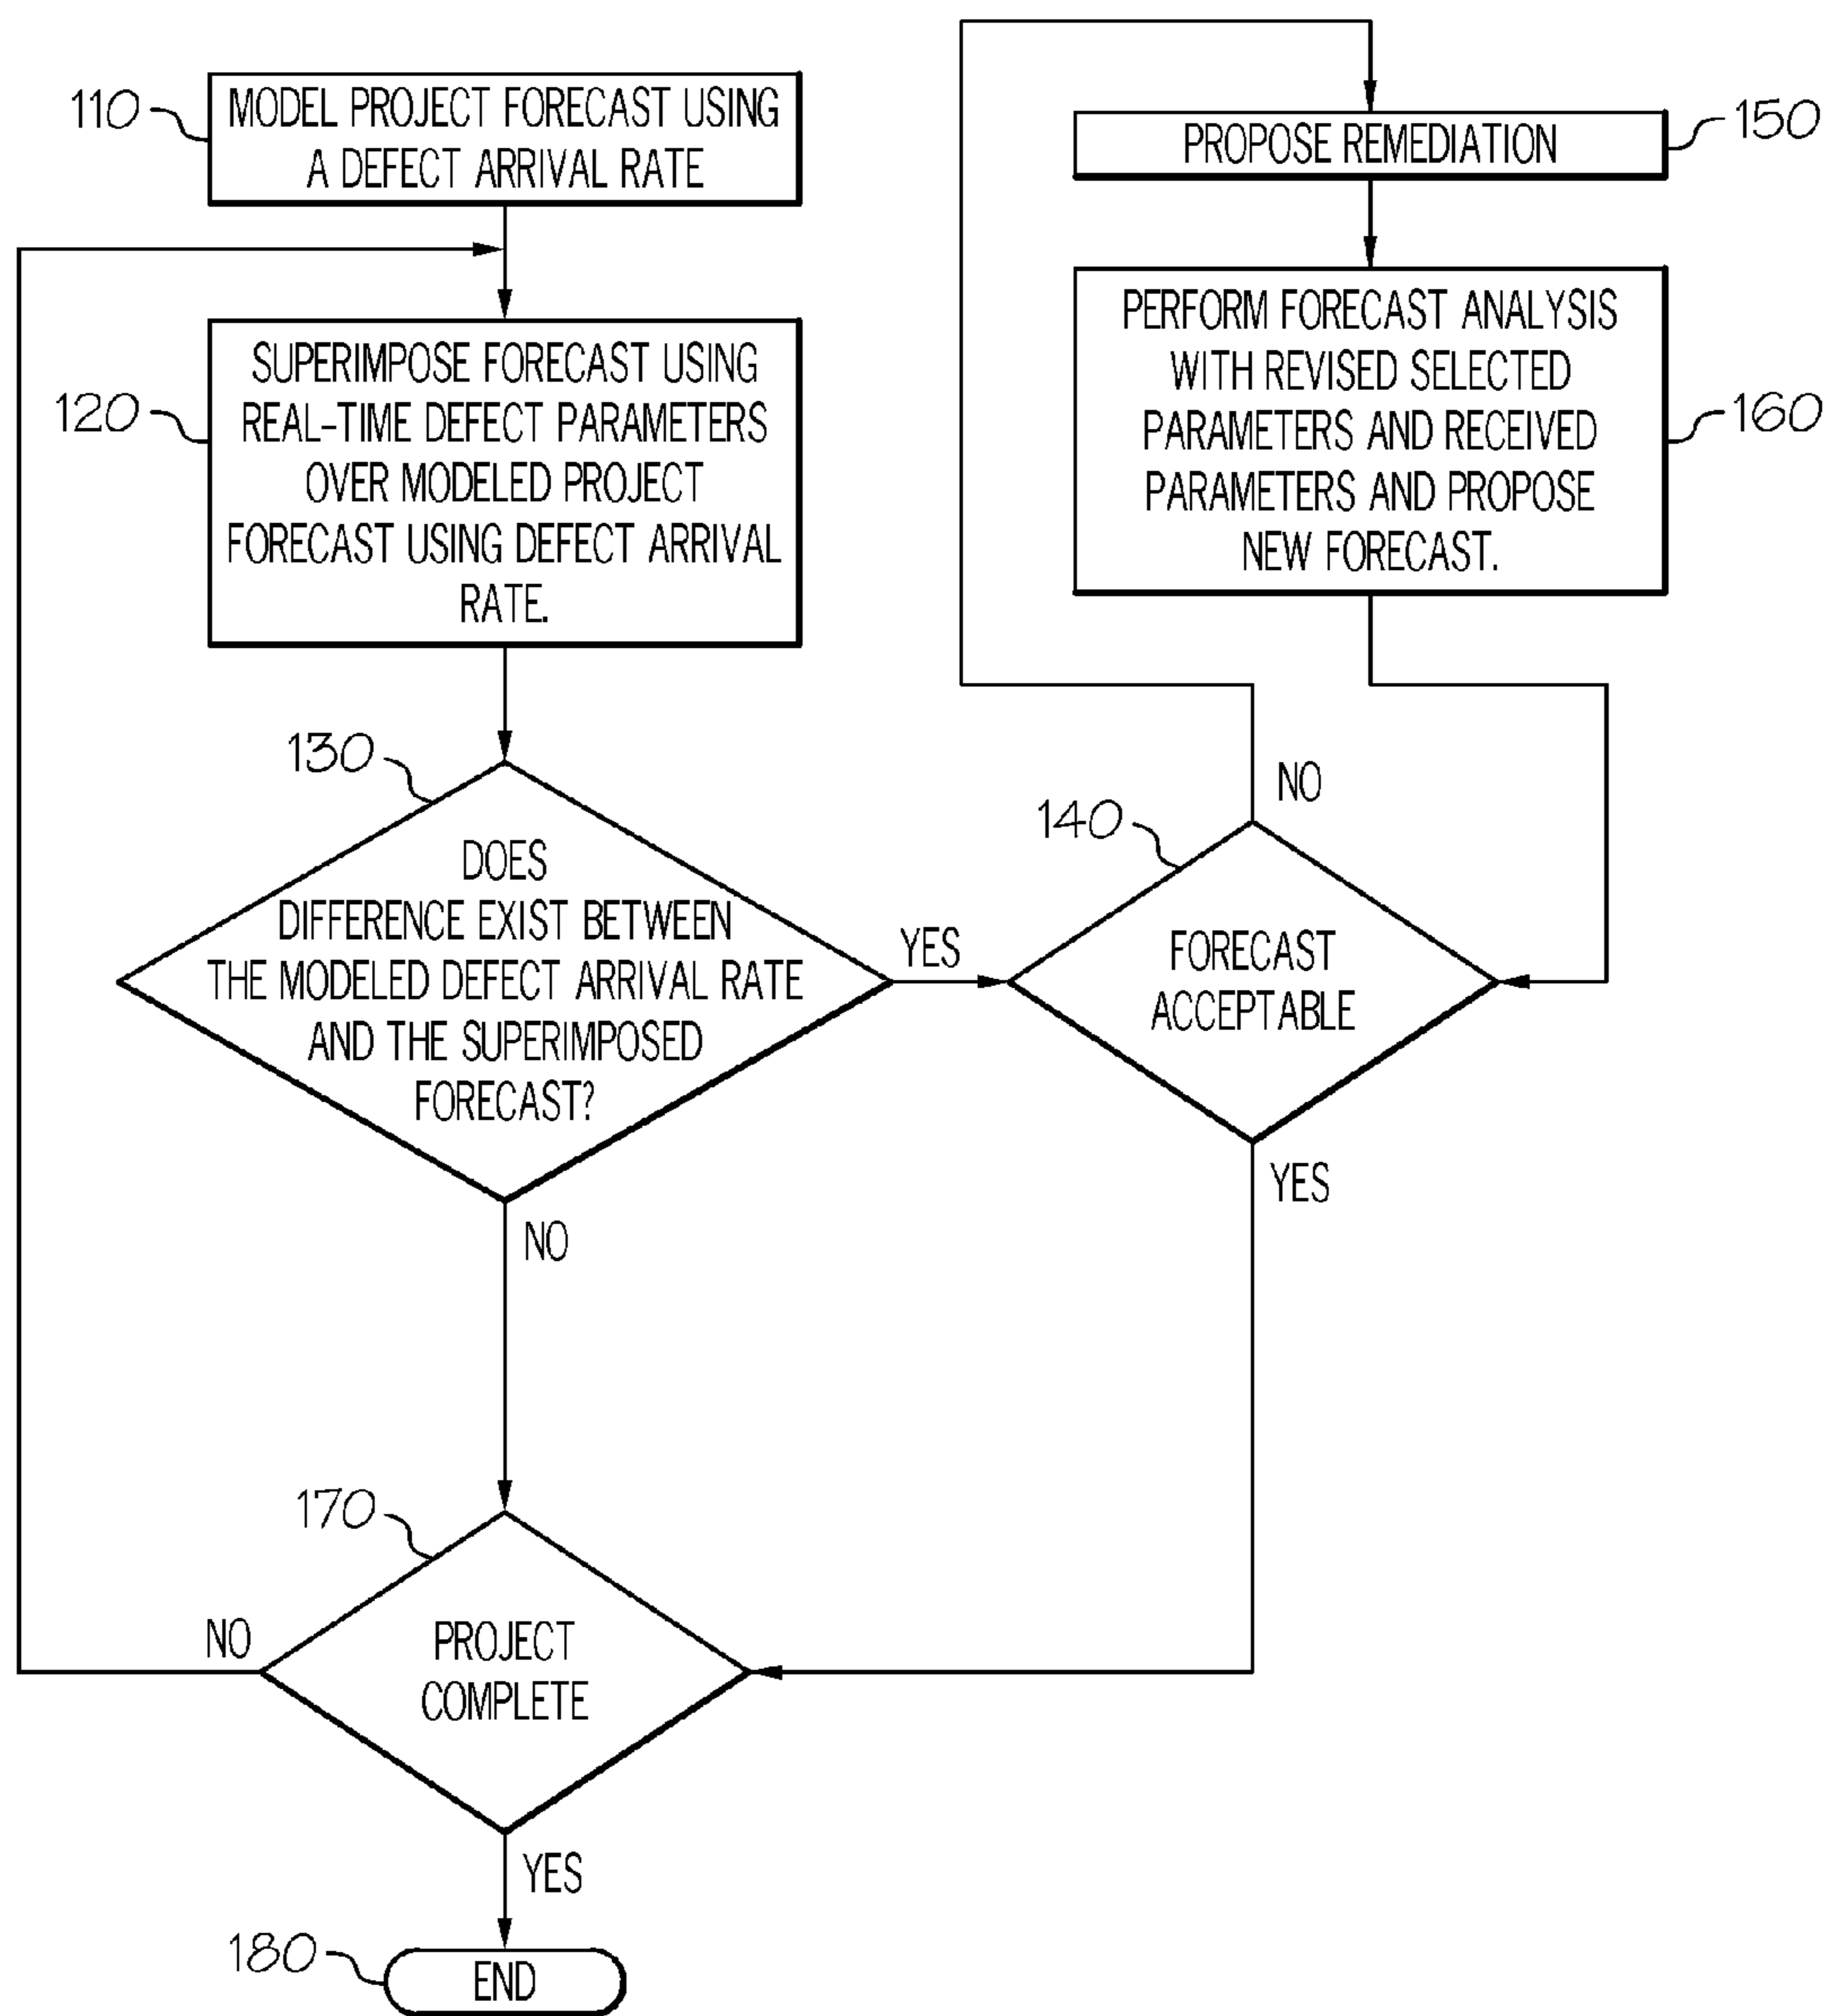 110
MODEL PROJECT FORECAST USING
A DEFECT ARRIVAL RATE
120
SUPERIMPOSE FORECAST USING
REAL-TIME DEFECT PARAMETERS
OVER MODELED PROJECT
FORECAST USING DEFECT ARRIVAL
RATE.
130
DOES
DIFFERENCE EXIST BETWEEN
THE MODELED DEFECT ARRIVAL RATE
AND THE SUPERIMPOSED
FORECAST?
YES
NO
140
FORECAST
ACCEPTABLE
NO
YES
150
PROPOSE REMEDIATION
160
PERFORM FORECAST ANALYSIS
WITH REVISED SELECTED
PARAMETERS AND RECEIVED
PARAMETERS AND PROPOSE
NEW FORECAST.
170
PROJECT
COMPLETE
NO
YES
180
END